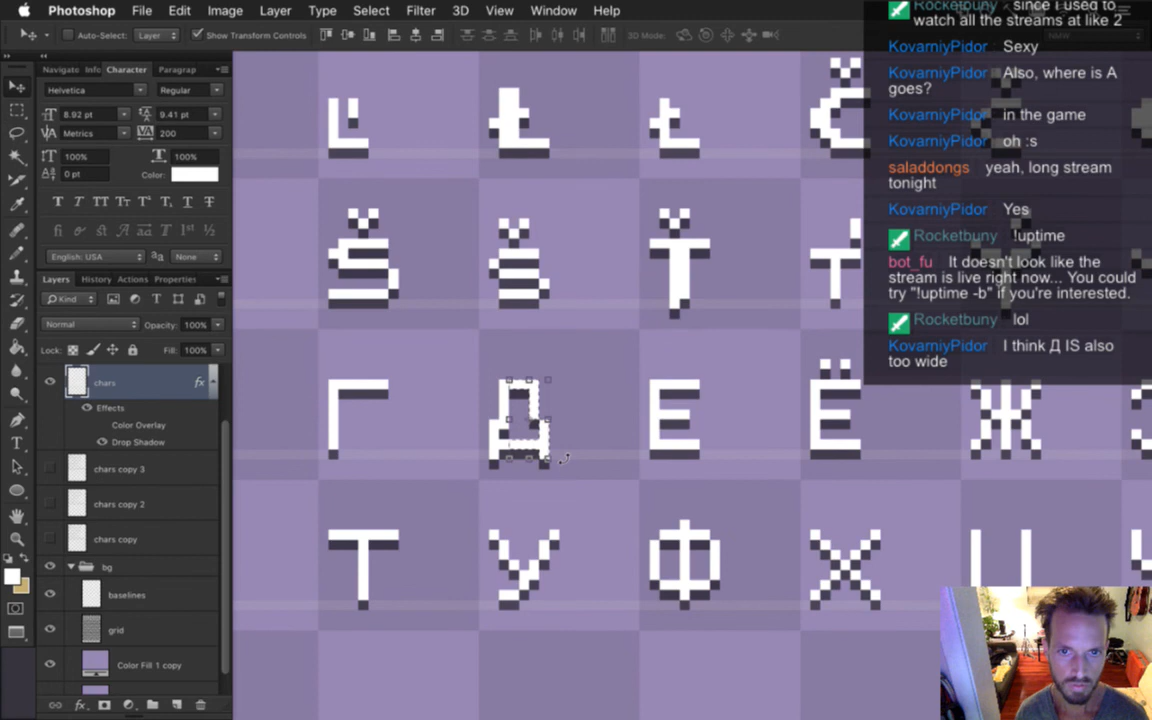 Photoshop File Edit Image Layer Type Select Filter 3D View Window Help
Auto-Select: Layer Show Transform Controls 3D Mode:
Navigato Info Character Paragrap
Helvetica Regular
8.92 pt 9.41 pt
Metrics 200
100% 100%
0 pt Color:
English: USA aa None
Layers History Actions Properties
Kind
Normal Opacity: 100%
Lock: Fill: 100%
chars fx
Effects
Color Overlay
Drop Shadow
chars copy 3
chars copy 2
chars copy
bg
baselines
grid
Color Fill 1 copy
Ľ Ł Ł Č
Š Š Ť
Г Д Е Ё Ж
Т У Ф Х
Rocketbuny since I used to
watch all the streams at like 2
KovarniyPidor Sexy
KovarniyPidor Also, where is A
goes?
KovarniyPidor in the game
KovarniyPidor oh :s
saladdongs yeah, long stream
tonight
KovarniyPidor Yes
Rocketbuny !uptime
bot_fu It doesn't look like the
stream is live right now... You could
try "!uptime -b" if you're interested.
Rocketbuny lol
KovarniyPidor I think Д IS also
too wide